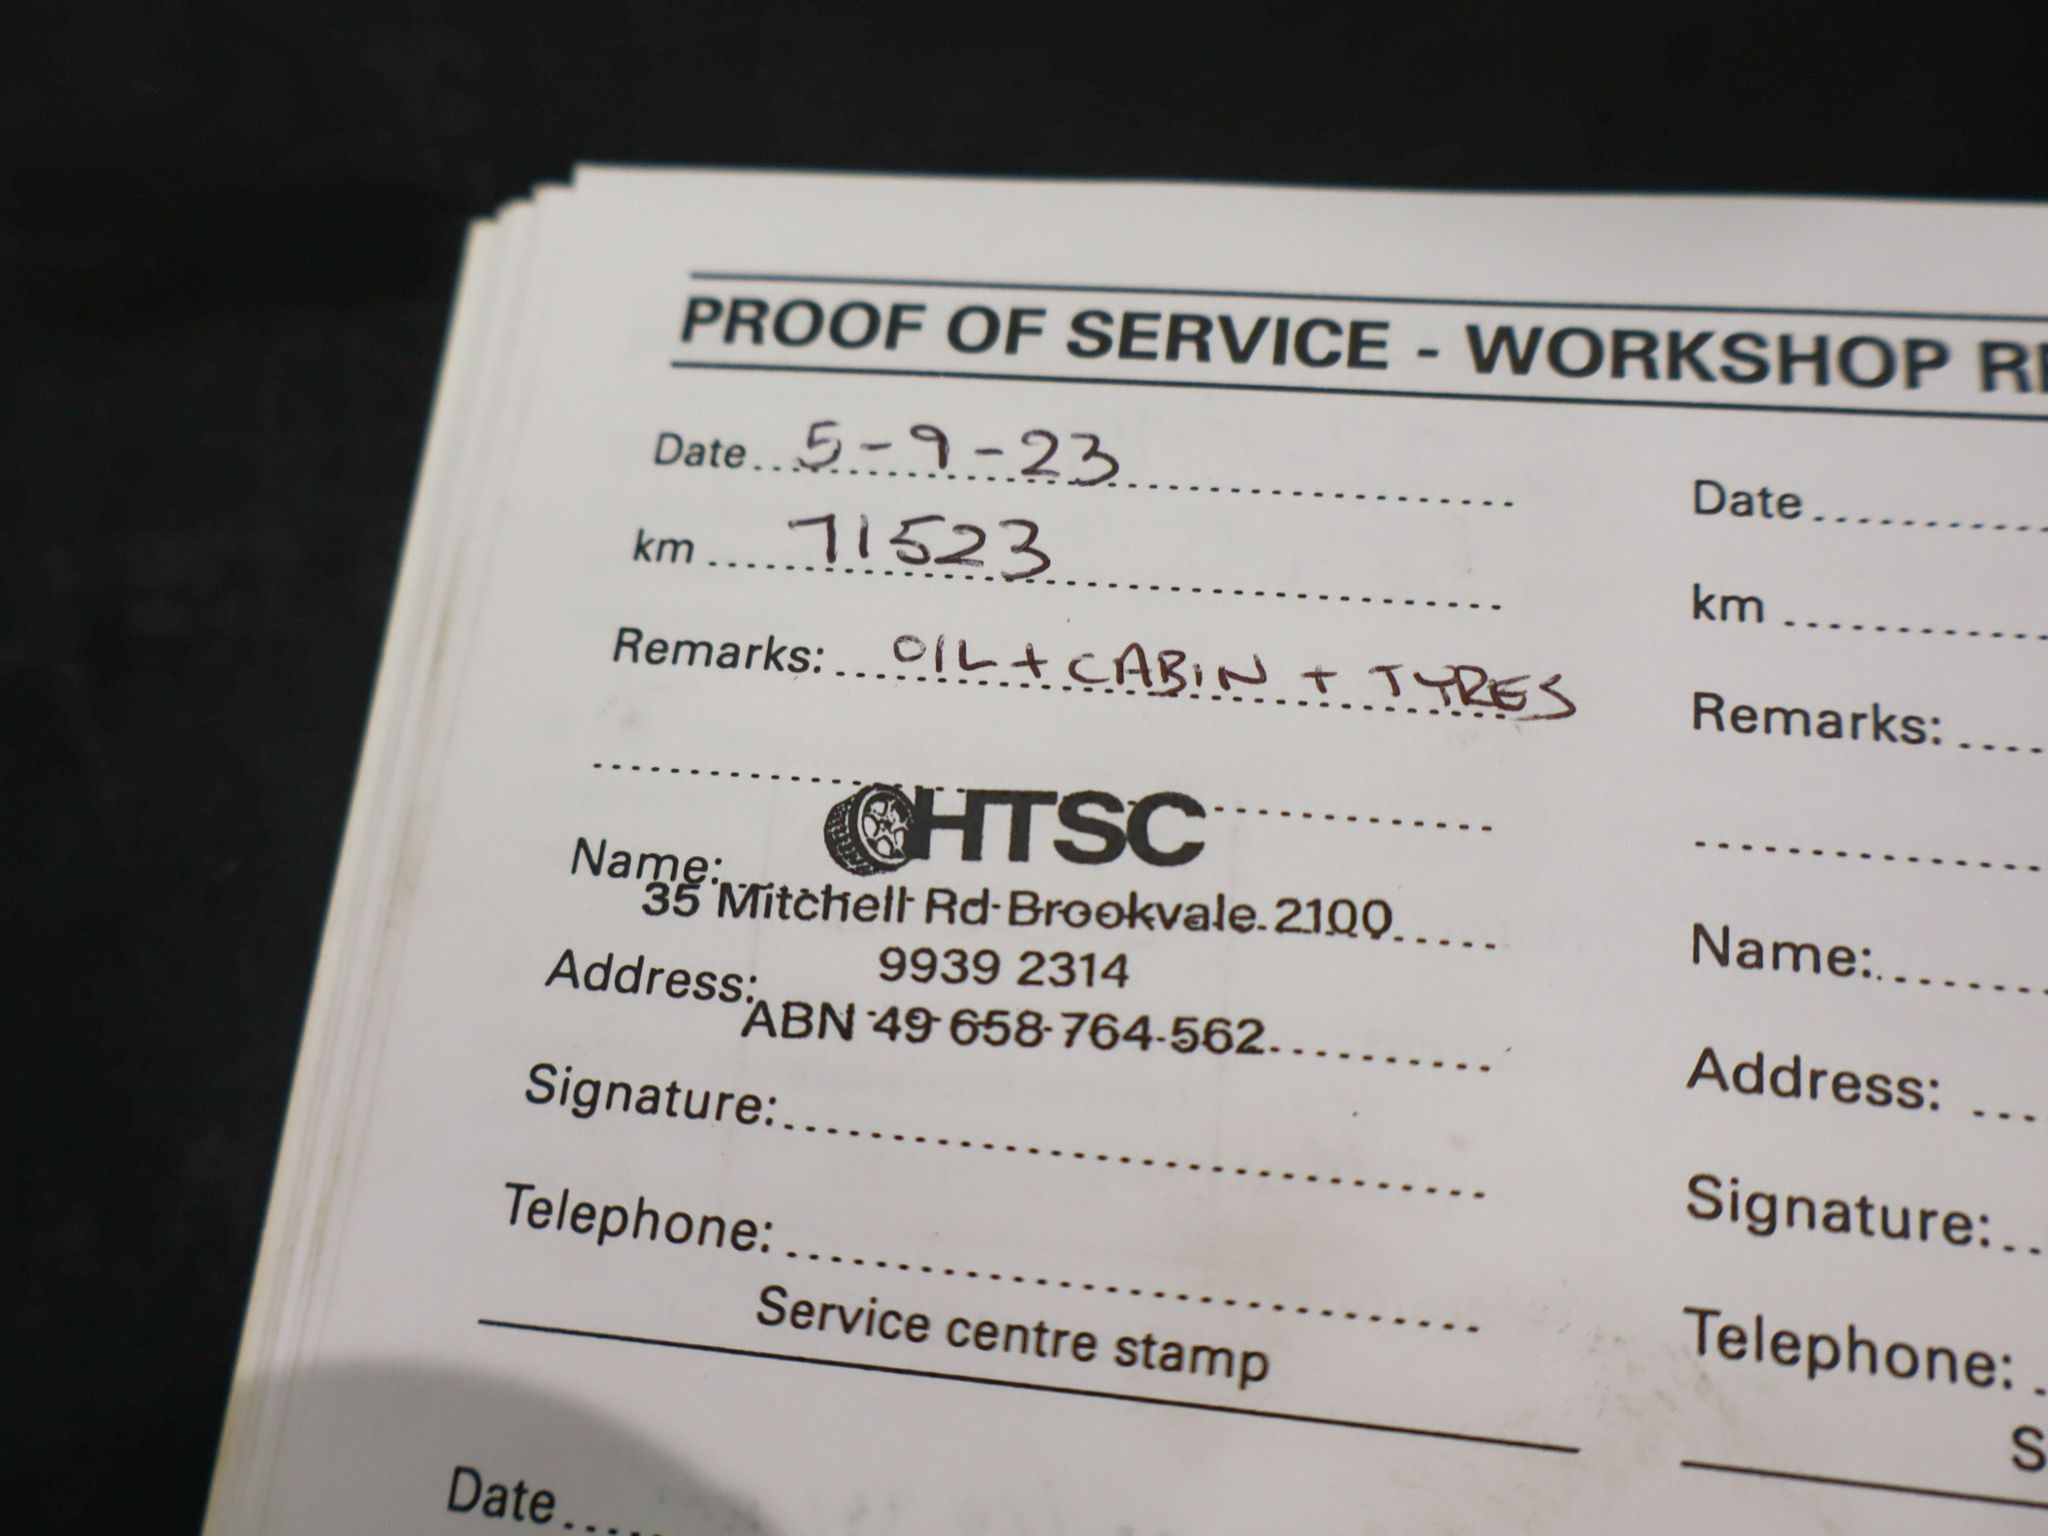 PROOF OF SERVICE - WORKSHOP
Date 5-9-23
km 71523
Remarks: OIL + CABIN + TYRES
HTSC
Name:
35 Mitchell Rd Brookvale 2100
9939 2314
Address:
ABN 49 658 764 562
Signature:
Telephone:
Service centre stamp
Date
Date
km
Remarks:
Name:
Address:
Signature:
Telephone: